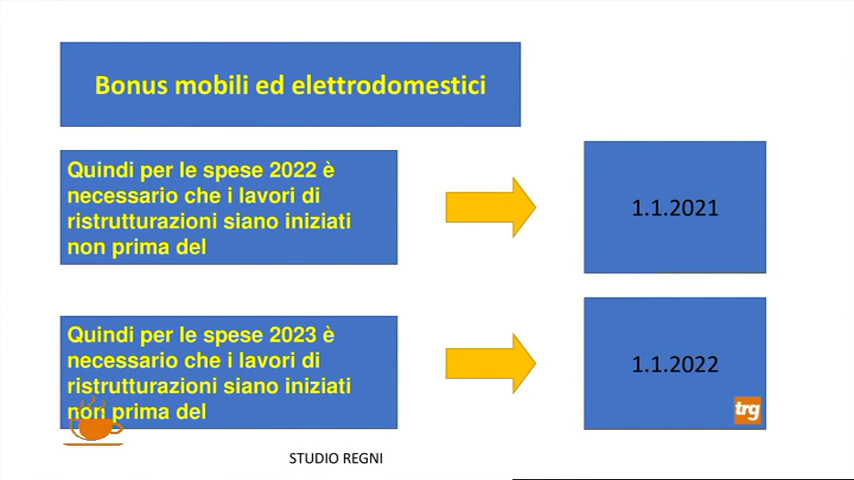 Bonus mobili ed elettrodomestici
Quindi per le spese 2022 è
necessario che i lavori di
ristrutturazioni siano iniziati
non prima del
1.1.2021
Quindi per le spese 2023 è
necessario che i lavori di
ristrutturazioni siano iniziati
non prima del
1.1.2022
trg
STUDIO REGNI